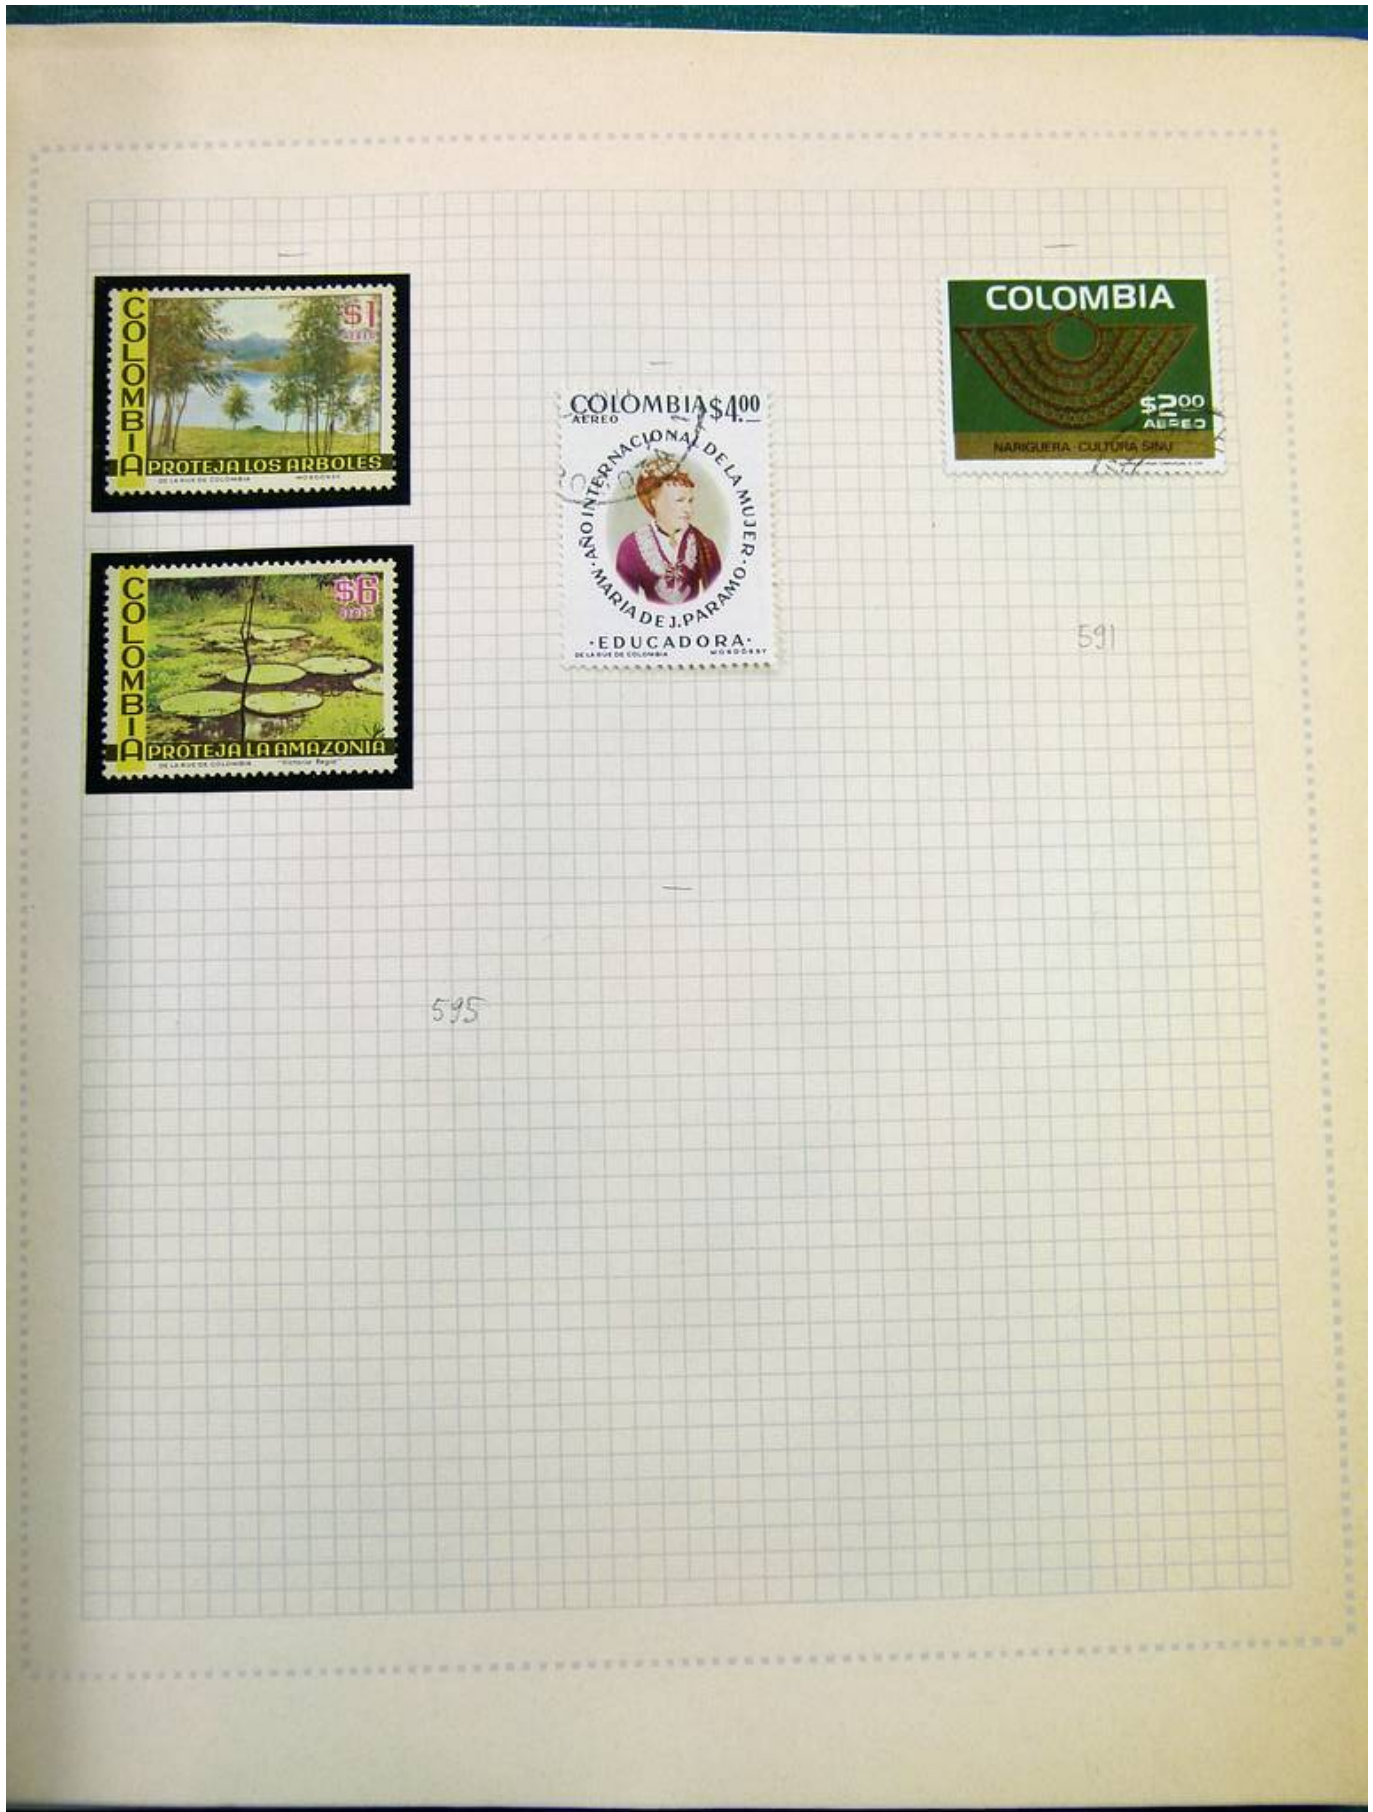 COLOMBIA
$1
AEREO
PROTEJA LOS ARBOLES
DE LA RUE DE COLOMBIA
COLOMBIA
$6
AEREO
PROTEJA LA AMAZONIA
DE LA RUE DE COLOMBIA "Victoria Regia"
COLOMBIA $4.00
AEREO
·AÑO INTERNACIONAL DE LA MUJER·
MARIA DE J. PARAMO
·EDUCADORA·
DE LA RUE DE COLOMBIA
COLOMBIA
$2.00
AEREO
NARIGUERA - CULTURA SINU
591
595